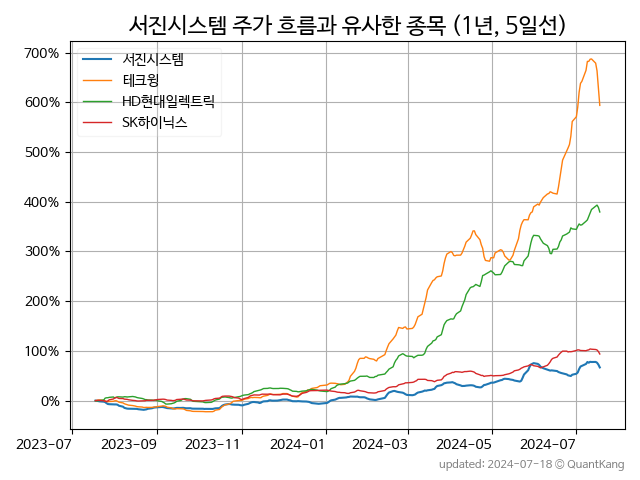 서진시스템 주가 흐름과 유사한 종목 (1년, 5일선)
서진시스템
테크윙
HD현대일렉트릭
SK하이닉스
700%
600%
500%
400%
300%
200%
100%
0%
2023-07 2023-09 2023-11 2024-01 2024-03 2024-05 2024-07
updated: 2024-07-18 © QuantKang